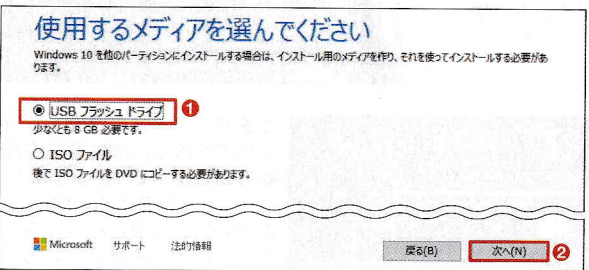 使用するメディアを選んでください
Windows 10 を他のパーティションにインストールする場合は、インストール用のメディアを作り、それを使ってインストールする必要があ
ります。
USB フラッシュ ドライブ ❶
少なくとも 8 GB 必要です。
ISO ファイル
後で ISO ファイルを DVD にコピーする必要があります。
Microsoft サポート 法的情報 戻る(B) 次へ(N) ❷